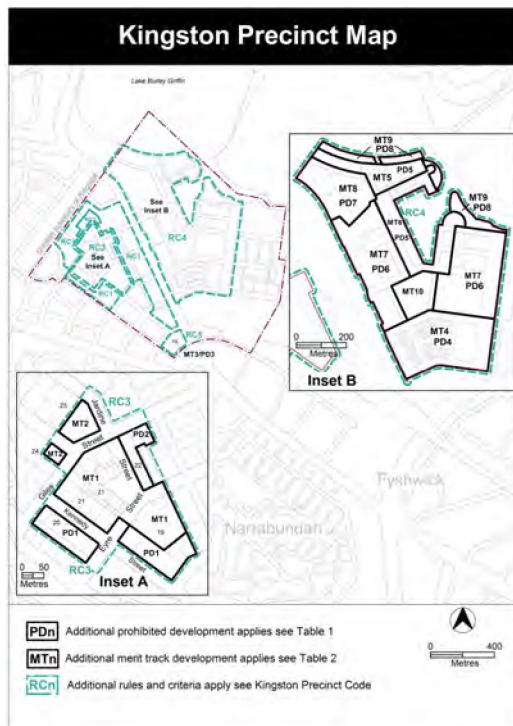 Kingston Precinct Map
Lake Burley Griffin
See
Inset B
RC4
RC3
See
Inset A
RC1
RC1
RC5
MT3/PD3
MT9
PD8
PD5
MT5
MT8
PD7
RC4
MT9
PD8
MT6
PD5
MT7
PD6
MT7
PD6
MT10
MT4
PD4
0 200
Metres
Inset B
RC3
25
MT2
Jardine
Street
PD2
24
MT2
22
Street
MT1
21
21
Giles
Street
Kennedy
MT1
19
20
PD1
Eyre
PD1
Street
RC3
0 50
Metres
Inset A
Fyshwick
Narrabundah
PDn Additional prohibited development applies see Table 1
MTn Additional merit track development applies see Table 2
RCn Additional rules and criteria apply see Kingston Precinct Code
0 400
Metres